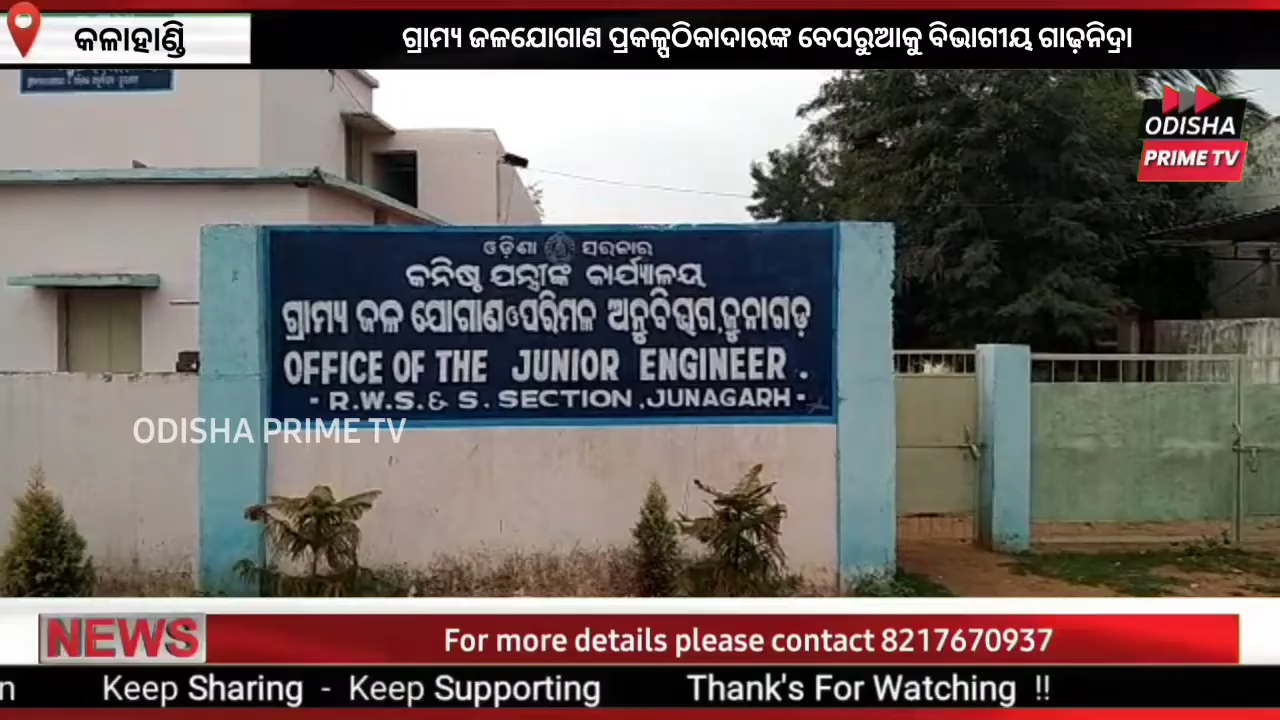 କଳାହାଣ୍ଡି
ଗ୍ରାମ୍ୟ ଜଳଯୋଗାଣ ପ୍ରକଳ୍ପଠିକାଦାରଙ୍କ ବେପରୁଆକୁ ବିଭାଗୀୟ ଗାଢ଼ନିଦ୍ରା
ODISHA
PRIME TV
ଓଡ଼ିଶା ସରକାର
କନିଷ୍ଠ ଯନ୍ତ୍ରୀଙ୍କ କାର୍ଯ୍ୟାଳୟ
ଗ୍ରାମ୍ୟ ଜଳ ଯୋଗାଣ ଓ ପରିମଳ ଅନୁବିଭାଗ, ଜୁନାଗଡ଼
OFFICE OF THE JUNIOR ENGINEER.
- R.W.S. & S. SECTION, JUNAGARH -
ODISHA PRIME TV
NEWS
For more details please contact 8217670937
n Keep Sharing - Keep Supporting Thank's For Watching !!